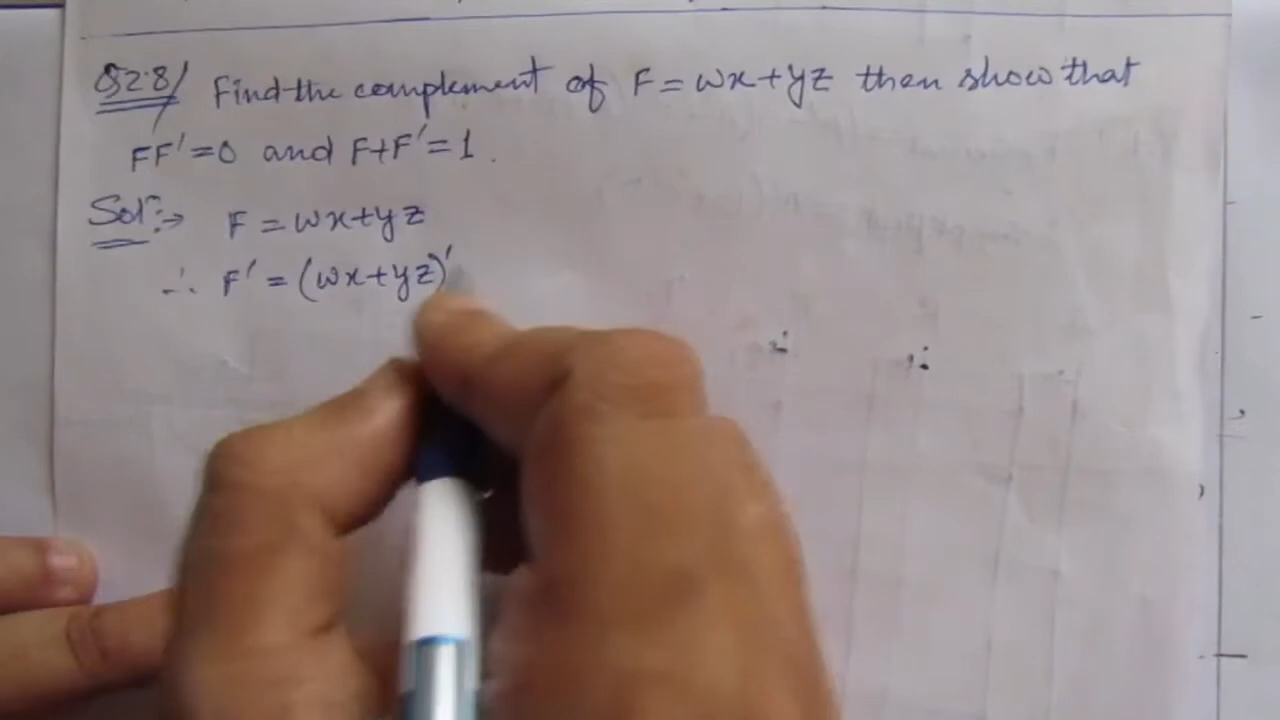 Q2.8/ Find the complement of F = wx+yz then show that
FF'=0 and F+F'=1.
Sol:→ F = wx+yz
∴ F' = (wx+yz)'